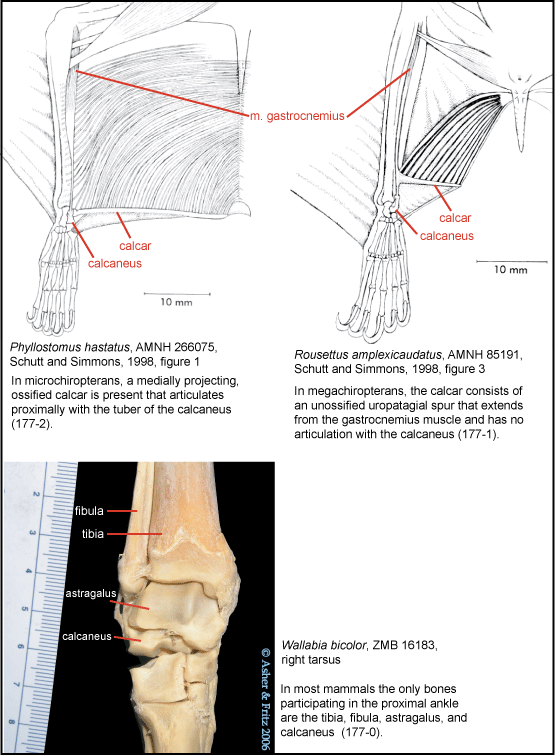 m. gastrocnemius
calcar
calcaneus
10 mm
calcar
calcaneus
10 mm
Phyllostomus hastatus, AMNH 266075,
Schutt and Simmons, 1998, figure 1
In microchiropterans, a medially projecting,
ossified calcar is present that articulates
proximally with the tuber of the calcaneus
(177-2).
Rousettus amplexicaudatus, AMNH 85191,
Schutt and Simmons, 1998, figure 3
In megachiropterans, the calcar consists of
an unossified uropatagial spur that extends
from the gastrocnemius muscle and has no
articulation with the calcaneus (177-1).
2
3
4
5
6
7
8
fibula
tibia
astragalus
calcaneus
© Asher & Fritz 2006
Wallabia bicolor, ZMB 16183,
right tarsus
In most mammals the only bones
participating in the proximal ankle
are the tibia, fibula, astragalus, and
calcaneus (177-0).